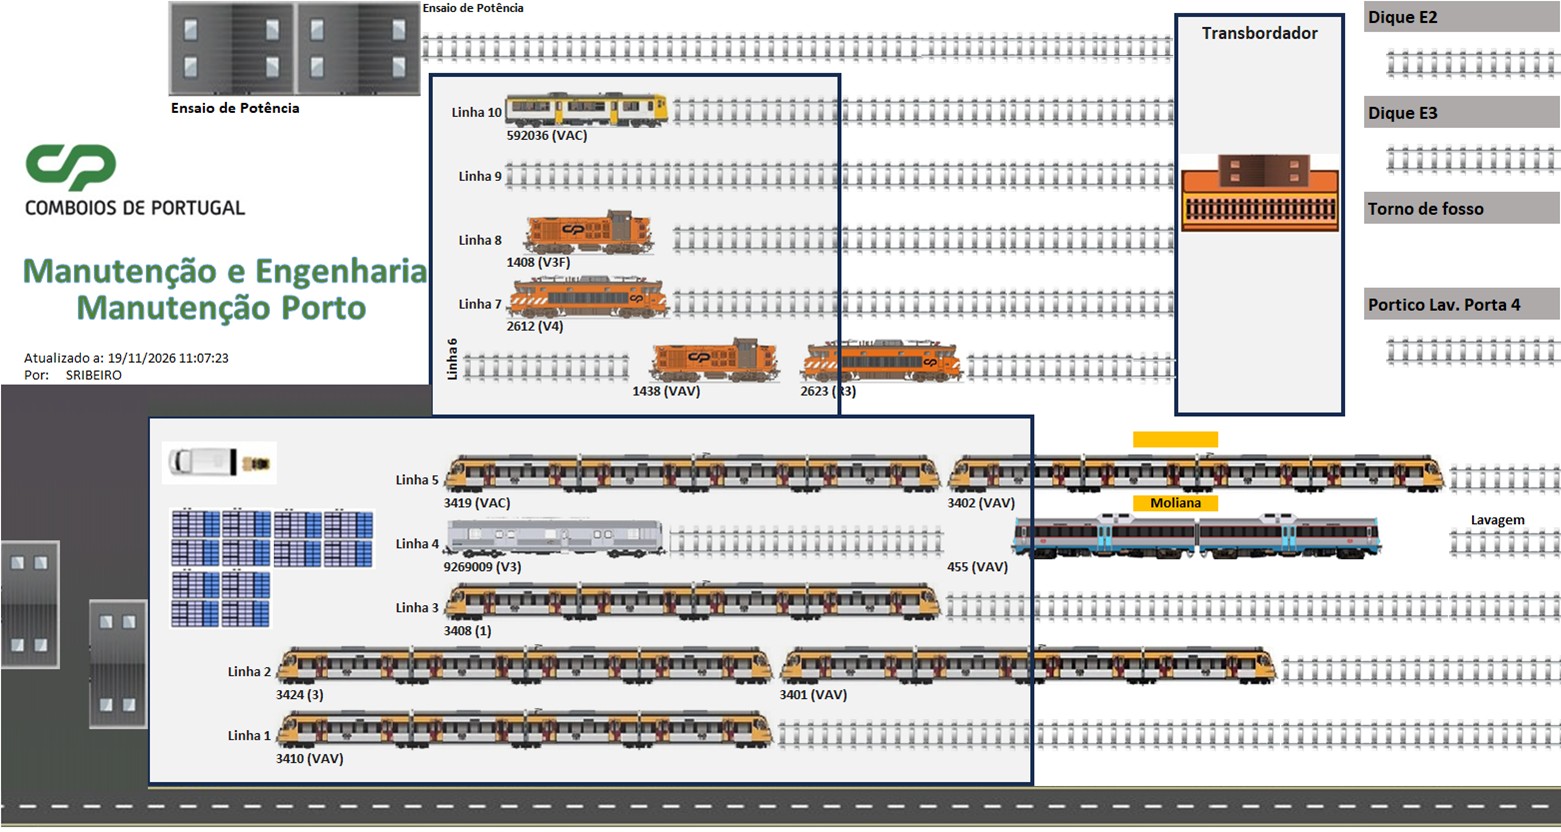 Ensaio de Potência
Ensaio de Potência
Transbordador
Dique E2
Dique E3
Torno de fosso
Portico Lav. Porta 4
CP
COMBOIOS DE PORTUGAL
Manutenção e Engenharia
Manutenção Porto
Atualizado a: 19/11/2026 11:07:23
Por: SRIBEIRO
Linha 10
592036 (VAC)
Linha 9
Linha 8
1408 (V3F)
Linha 7
2612 (V4)
Linha 6
1438 (VAV)
2623 (R3)
Linha 5
3419 (VAC)
3402 (VAV)
Moliana
Lavagem
Linha 4
9269009 (V3)
455 (VAV)
Linha 3
3408 (1)
Linha 2
3424 (3)
3401 (VAV)
Linha 1
3410 (VAV)